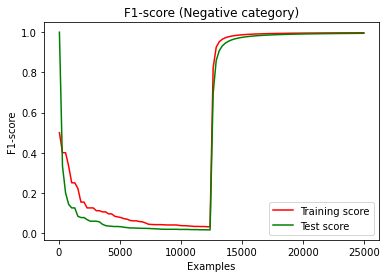 F1-score (Negative category)
1.0
0.8
0.6
0.4
0.2
0.0
F1-score
Training score
Test score
0 5000 10000 15000 20000 25000
Examples